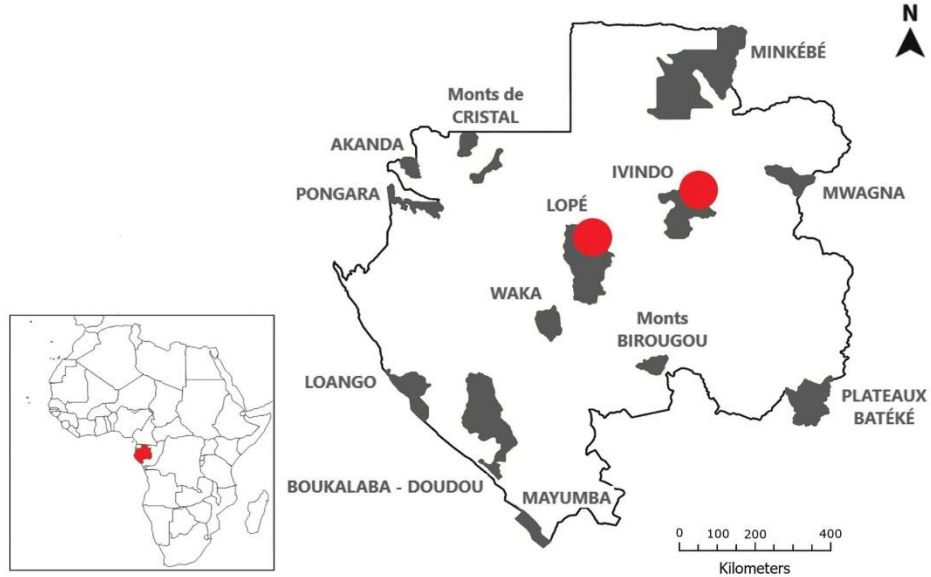 N
MINKÉBÉ
Monts de
CRISTAL
AKANDA
IVINDO
MWAGNA
PONGARA
LOPÉ
WAKA
Monts
BIROUGOU
LOANGO
PLATEAUX
BATÉKÉ
BOUKALABA - DOUDOU
MAYUMBA
0 100 200 400
Kilometers